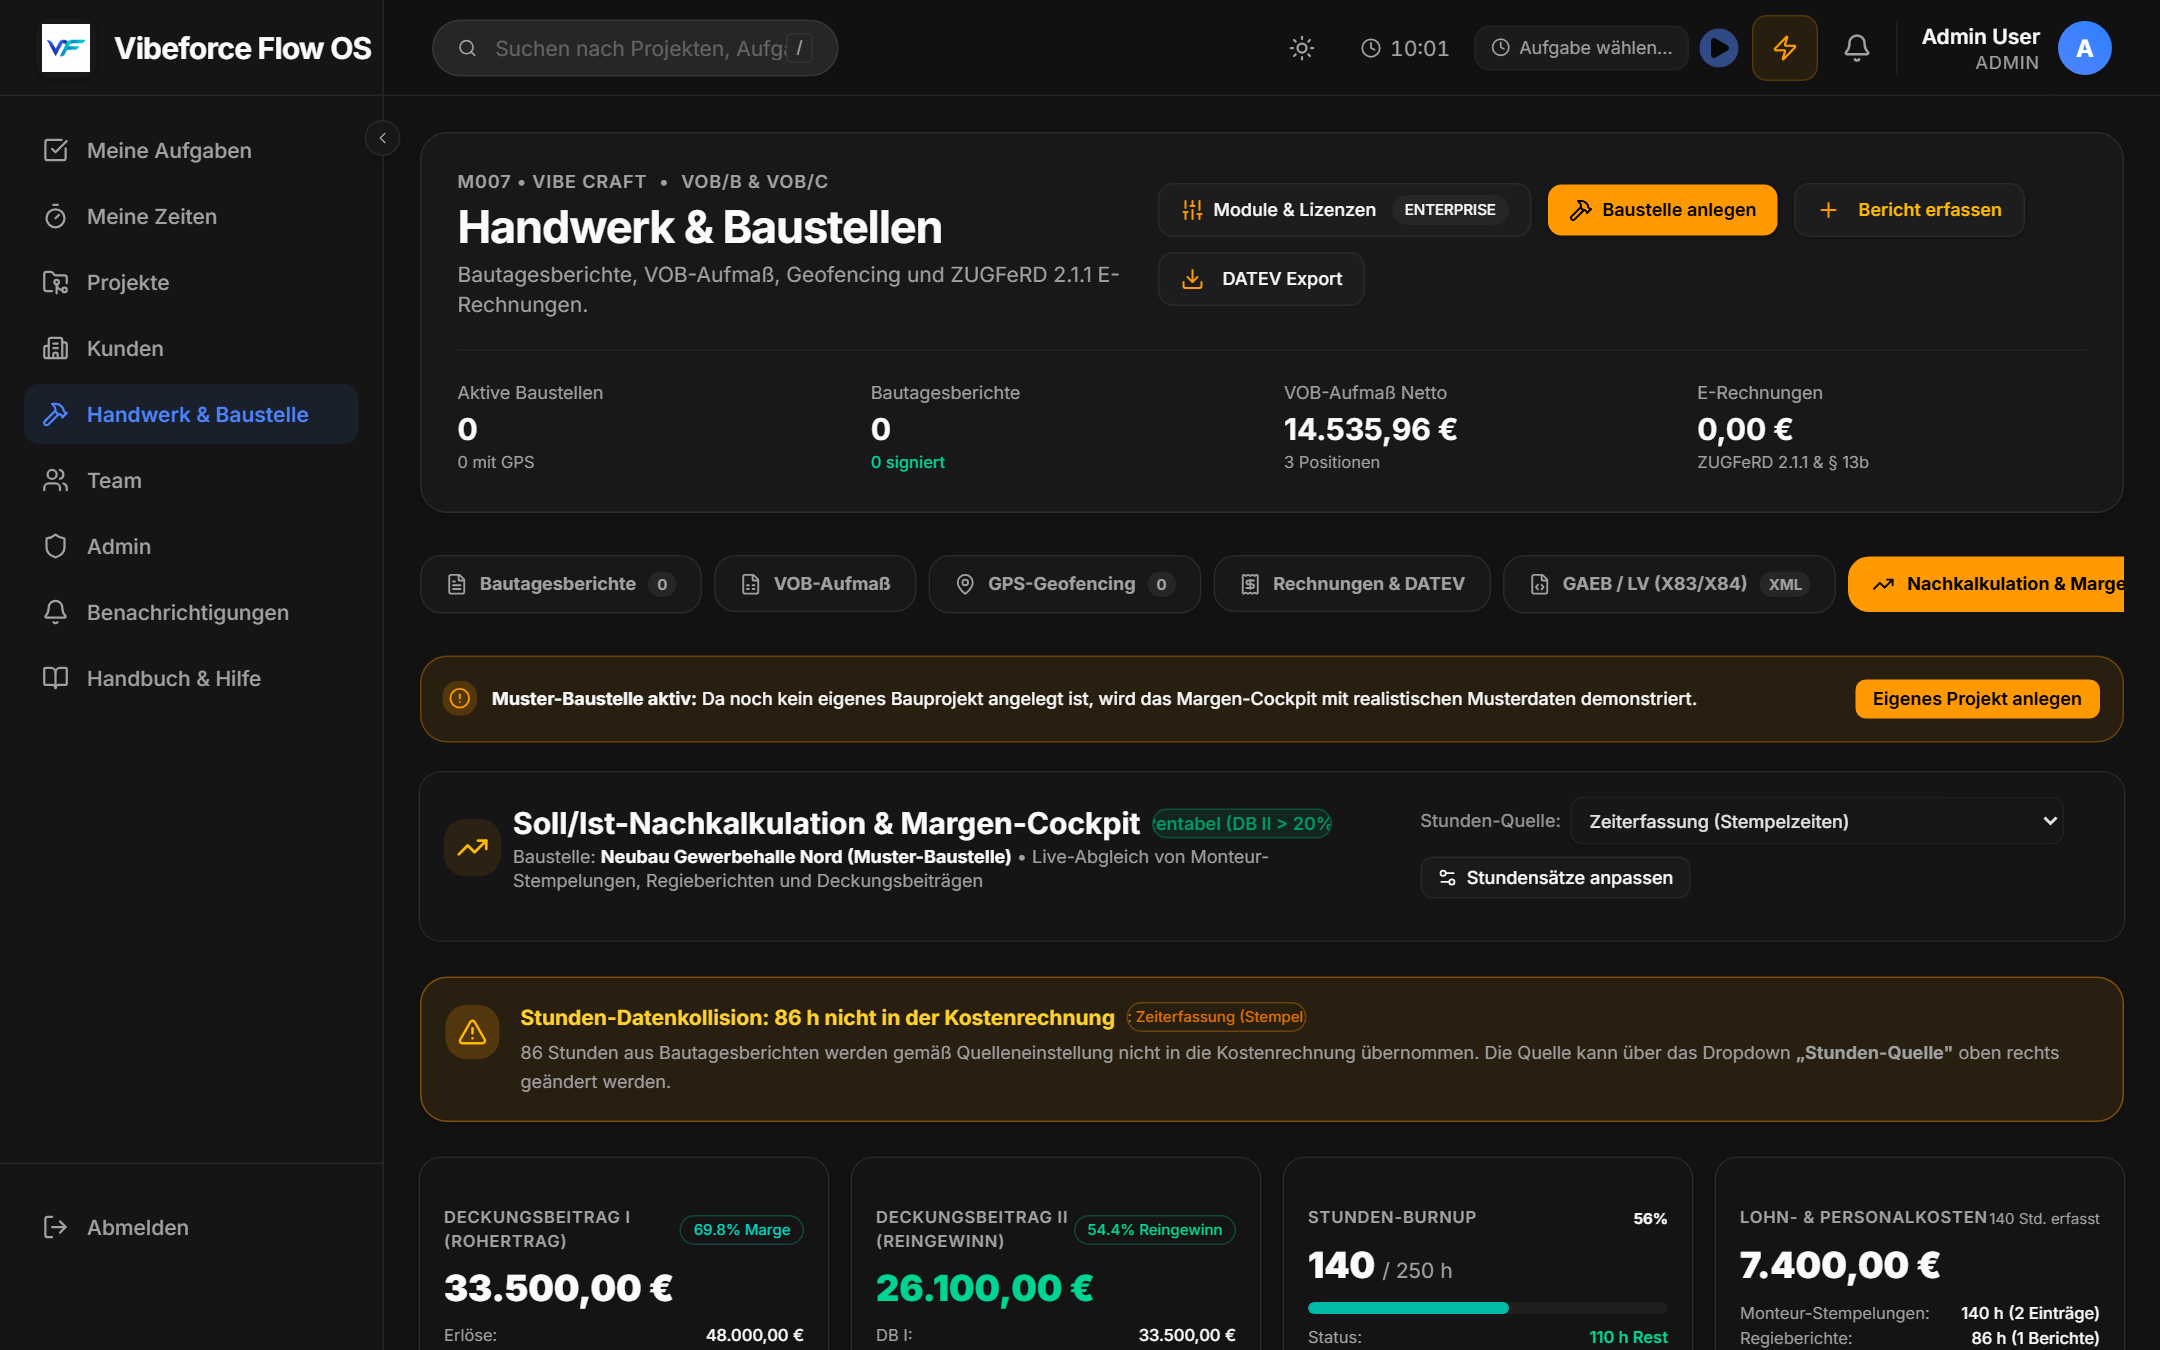 VF Vibeforce Flow OS
Suchen nach Projekten, Aufga /
10:01
Aufgabe wählen...
Admin User
ADMIN
A
Meine Aufgaben
Meine Zeiten
Projekte
Kunden
Handwerk & Baustelle
Team
Admin
Benachrichtigungen
Handbuch & Hilfe
Abmelden
M007 • VIBE CRAFT • VOB/B & VOB/C
Handwerk & Baustellen
Bautagesberichte, VOB-Aufmaß, Geofencing und ZUGFeRD 2.1.1 E-
Rechnungen.
Module & Lizenzen ENTERPRISE
Baustelle anlegen
Bericht erfassen
DATEV Export
Aktive Baustellen
0
0 mit GPS
Bautagesberichte
0
0 signiert
VOB-Aufmaß Netto
14.535,96 €
3 Positionen
E-Rechnungen
0,00 €
ZUGFeRD 2.1.1 & § 13b
Bautagesberichte 0
VOB-Aufmaß
GPS-Geofencing 0
Rechnungen & DATEV
GAEB / LV (X83/X84) XML
Nachkalkulation & Marge
Muster-Baustelle aktiv: Da noch kein eigenes Bauprojekt angelegt ist, wird das Margen-Cockpit mit realistischen Musterdaten demonstriert.
Eigenes Projekt anlegen
Soll/Ist-Nachkalkulation & Margen-Cockpit
entabel (DB II > 20%
Baustelle: Neubau Gewerbehalle Nord (Muster-Baustelle) • Live-Abgleich von Monteur-
Stempelungen, Regieberichten und Deckungsbeiträgen
Stunden-Quelle:
Zeiterfassung (Stempelzeiten)
Stundensätze anpassen
Stunden-Datenkollision: 86 h nicht in der Kostenrechnung
: Zeiterfassung (Stempel
86 Stunden aus Bautagesberichten werden gemäß Quelleneinstellung nicht in die Kostenrechnung übernommen. Die Quelle kann über das Dropdown „Stunden-Quelle" oben rechts
geändert werden.
DECKUNGSBEITRAG I
(ROHERTRAG)
69.8% Marge
33.500,00 €
Erlöse: 48.000,00 €
DECKUNGSBEITRAG II
(REINGEWINN)
54.4% Reingewinn
26.100,00 €
DB I: 33.500,00 €
STUNDEN-BURNUP
56%
140 / 250 h
Status: 110 h Rest
LOHN- & PERSONALKOSTEN
140 Std. erfasst
7.400,00 €
Monteur-Stempelungen: 140 h (2 Einträge)
Regieberichte: 86 h (1 Berichte)